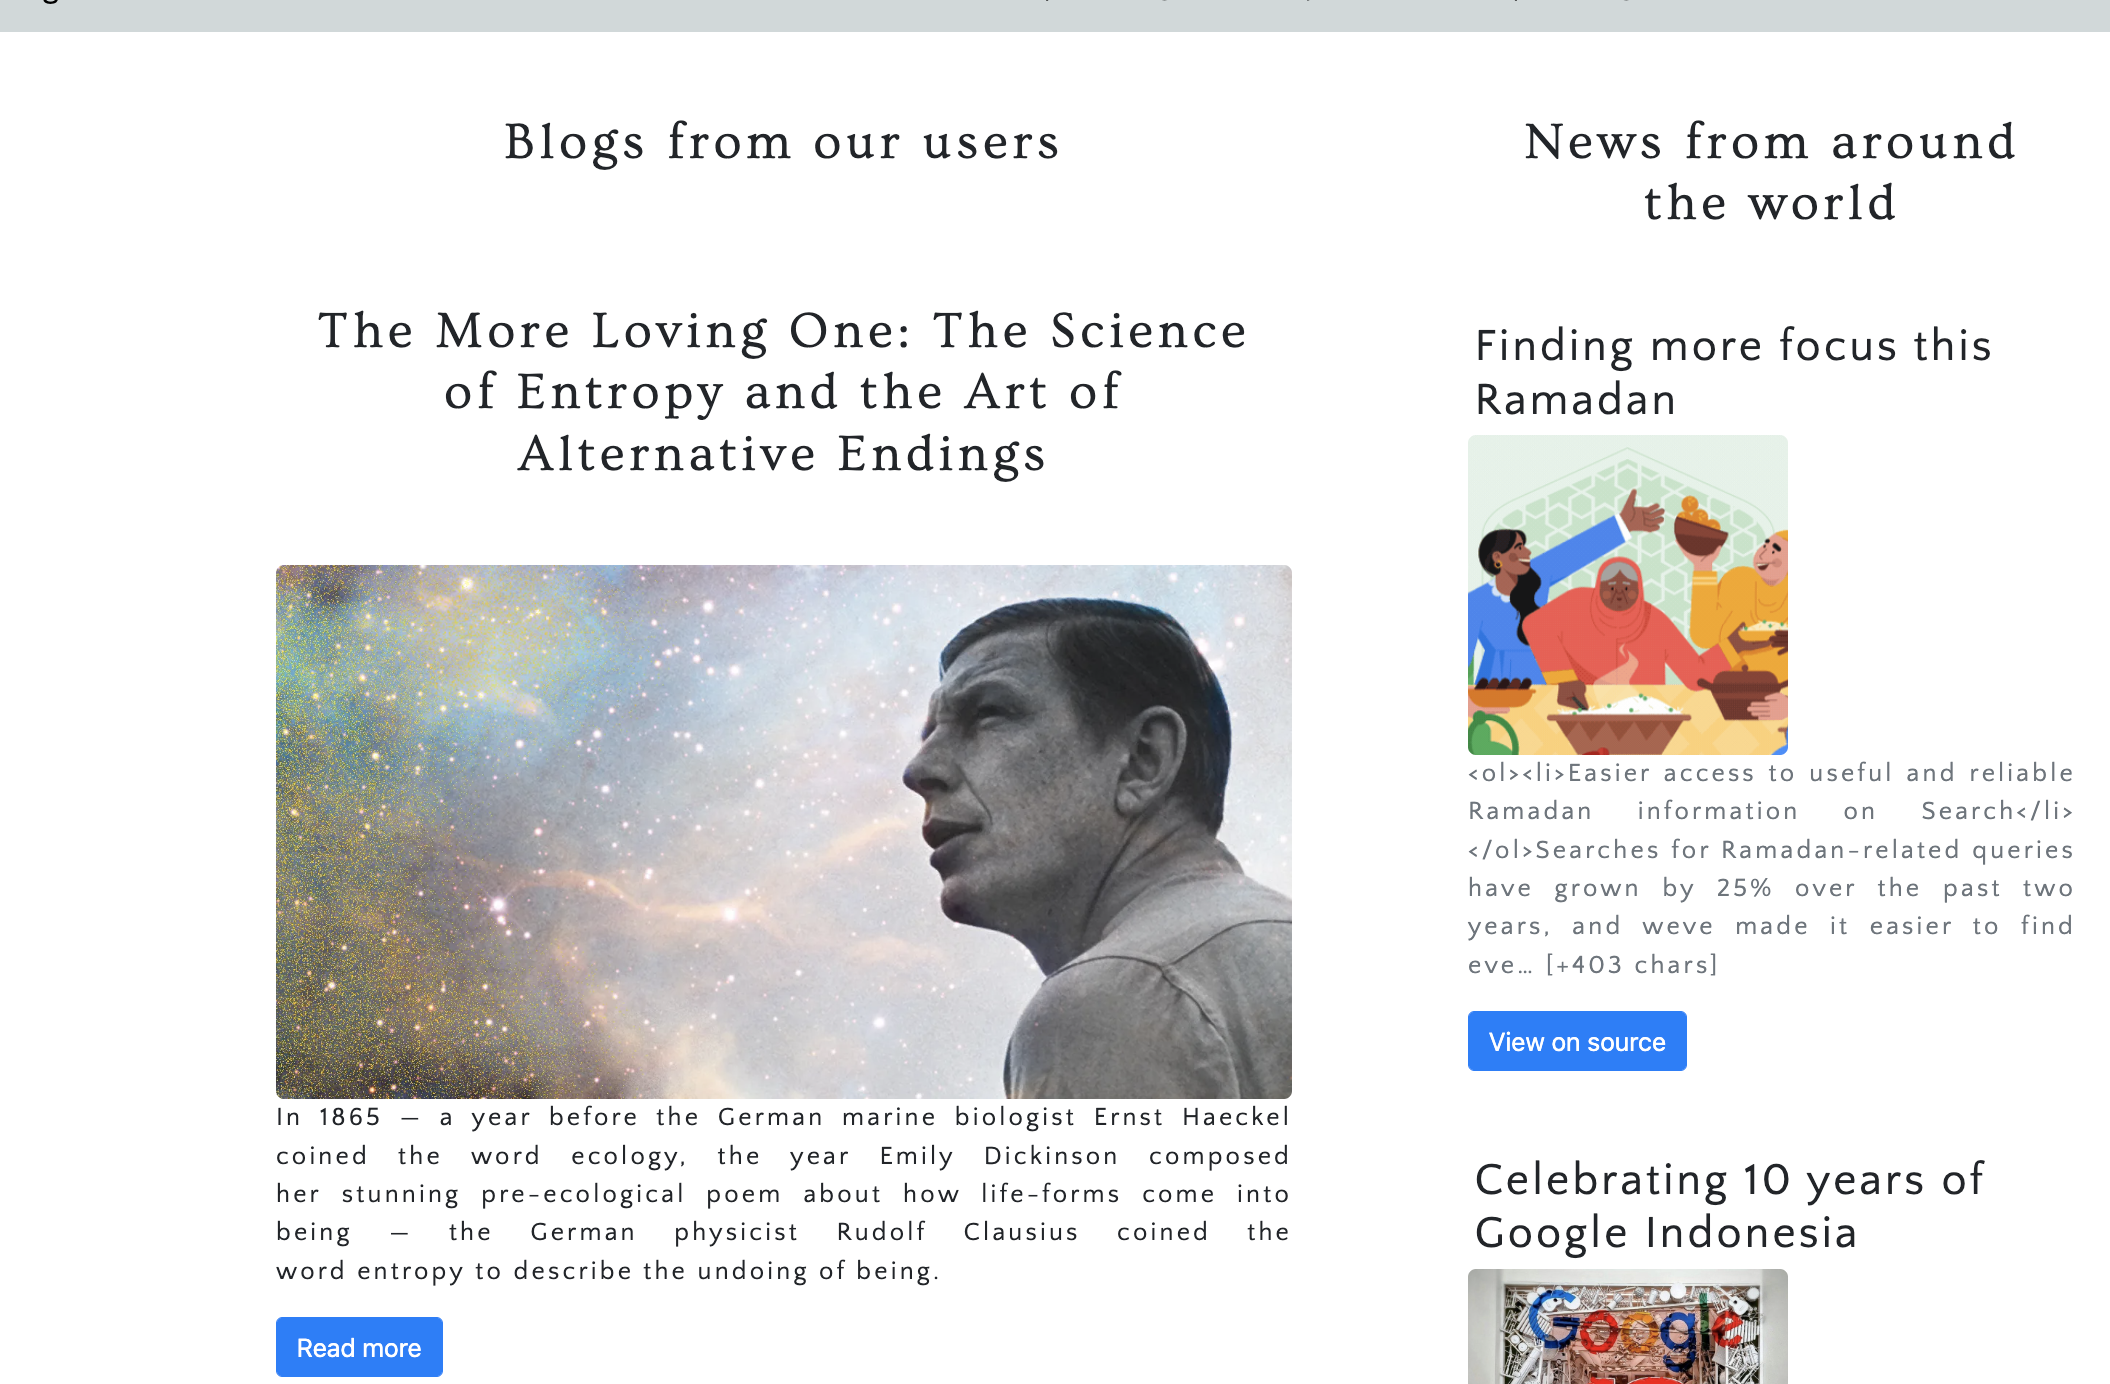 Blogs from our users
The More Loving One: The Science
of Entropy and the Art of
Alternative Endings
In 1865 — a year before the German marine biologist Ernst Haeckel
coined the word ecology, the year Emily Dickinson composed
her stunning pre-ecological poem about how life-forms come into
being — the German physicist Rudolf Clausius coined the
word entropy to describe the undoing of being.
Read more
News from around
the world
Finding more focus this
Ramadan
<ol><li>Easier access to useful and reliable
Ramadan information on Search</li>
</ol>Searches for Ramadan-related queries
have grown by 25% over the past two
years, and weve made it easier to find
eve… [+403 chars]
View on source
Celebrating 10 years of
Google Indonesia
Google